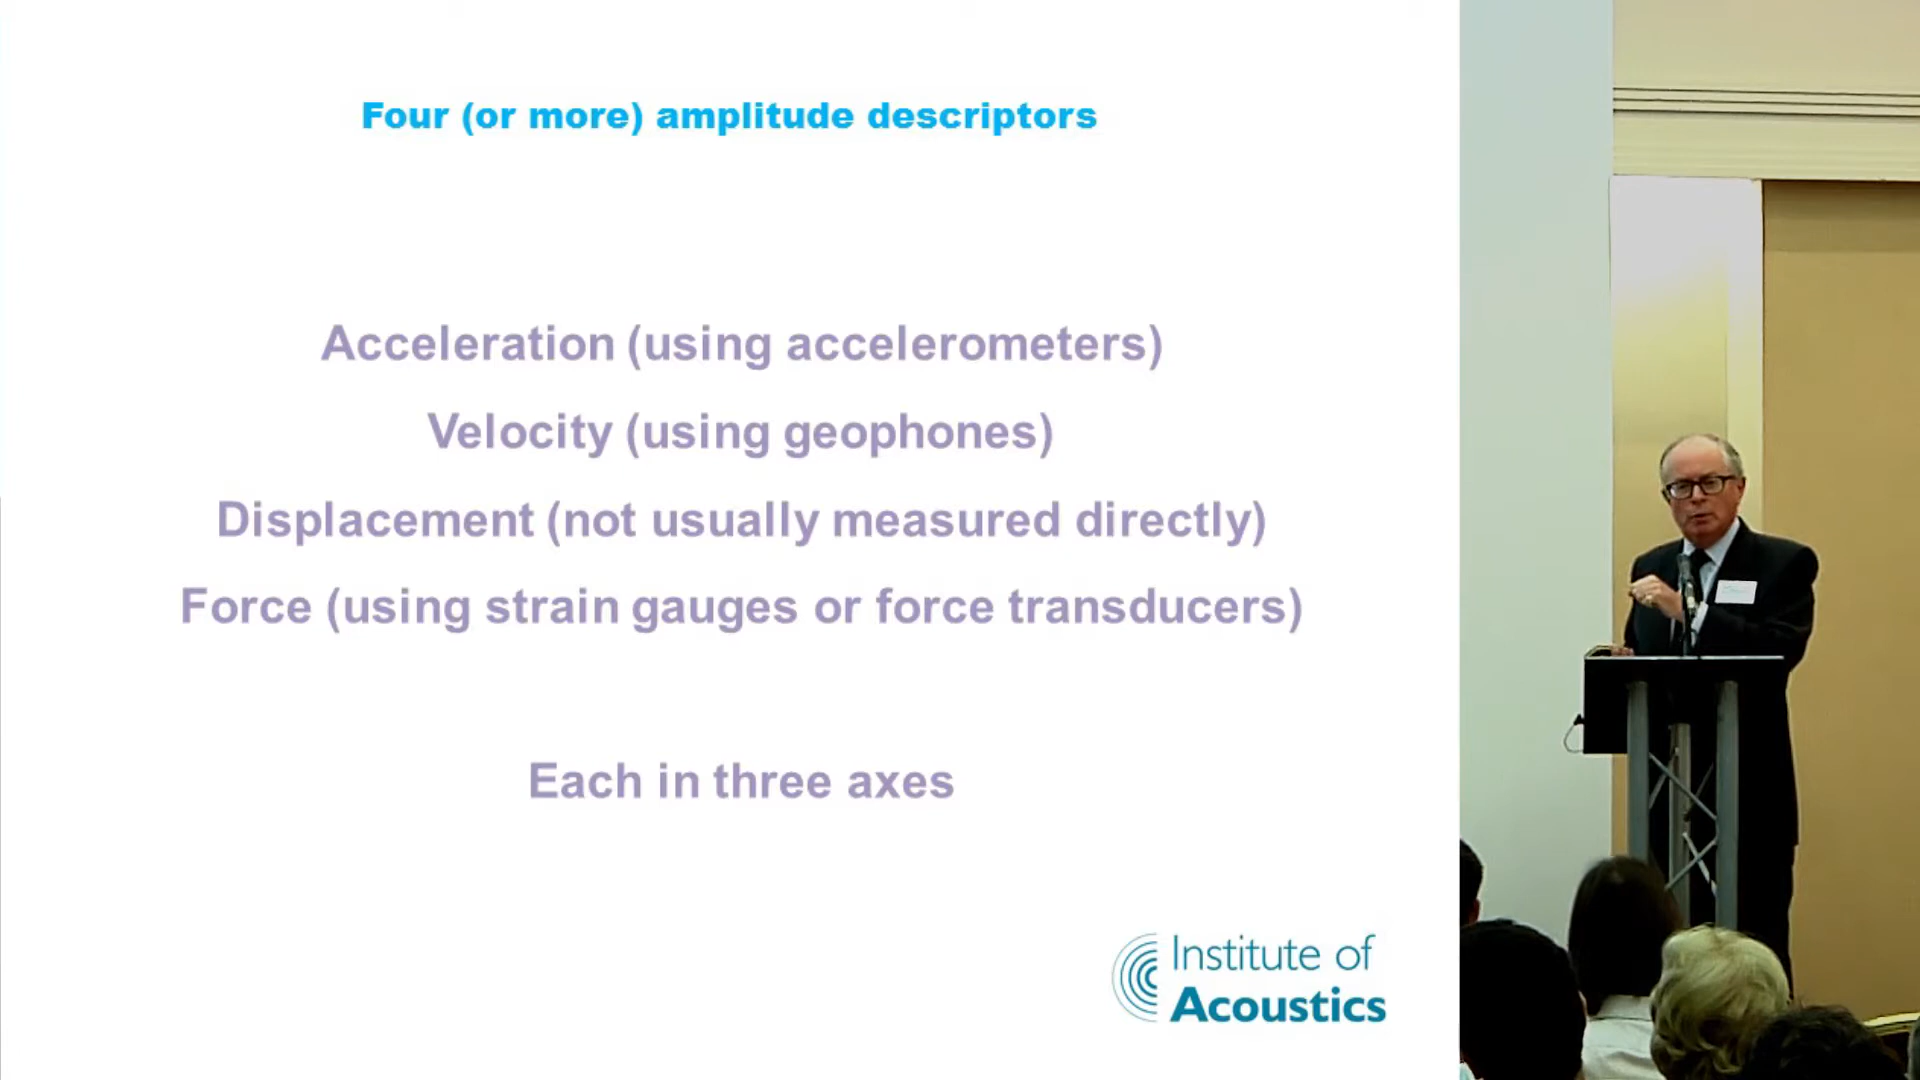 Four (or more) amplitude descriptors
Acceleration (using accelerometers)
Velocity (using geophones)
Displacement (not usually measured directly)
Force (using strain gauges or force transducers)
Each in three axes
Institute of
Acoustics